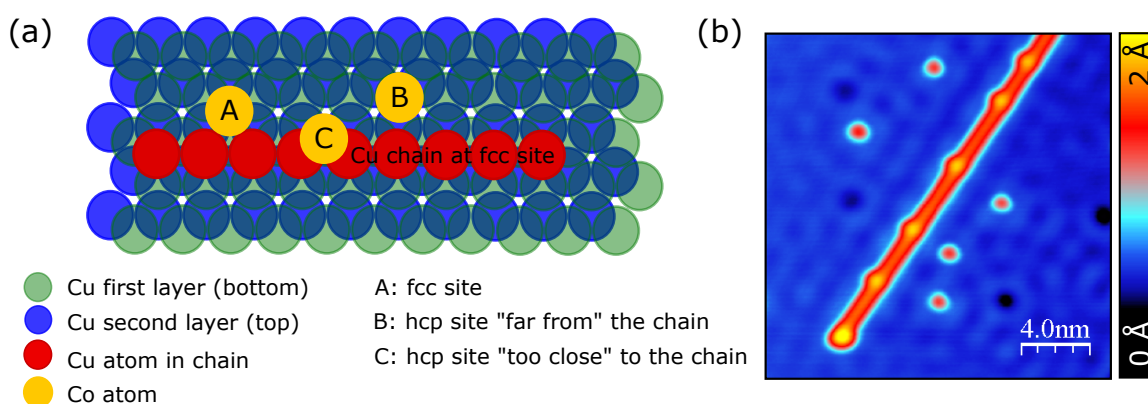 (a)
A
B
C
Cu chain at fcc site
Cu first layer (bottom)
Cu second layer (top)
Cu atom in chain
Co atom
A: fcc site
B: hcp site "far from" the chain
C: hcp site "too close" to the chain
(b)
4.0nm
2 Å
0 Å